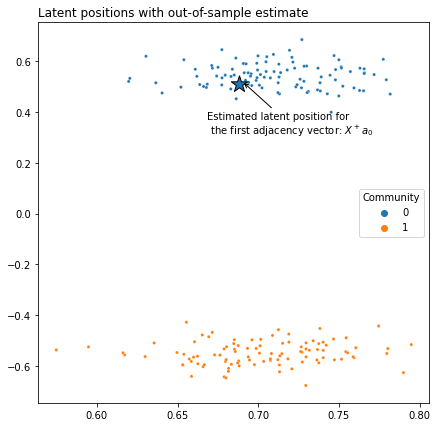 Latent positions with out-of-sample estimate
0.6
0.4
Estimated latent position for
the first adjacency vector: X⁺a₀
0.2
Community
0
1
0.0
−0.2
−0.4
−0.6
0.60 0.65 0.70 0.75 0.80